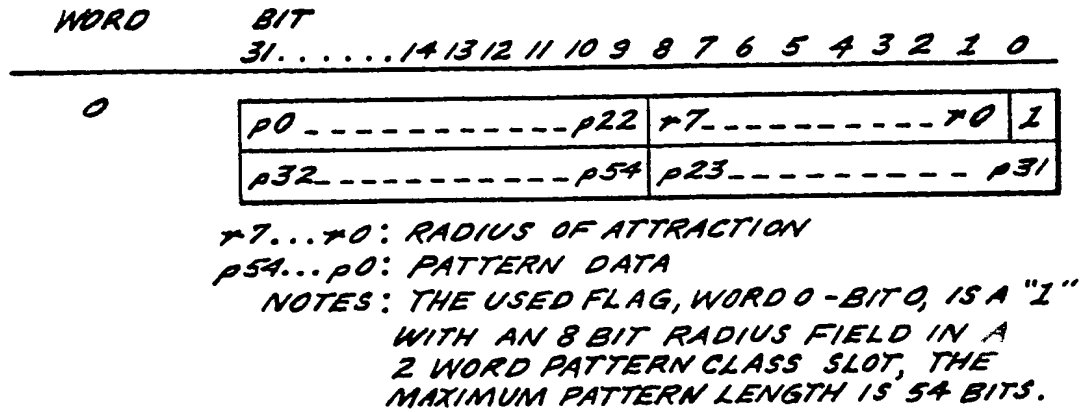 WORD BIT
31......14 13 12 11 10 9 8 7 6 5 4 3 2 1 0
0
p0 ------------p22 r7----------r0 1
p32------------p54 p23---------- p31
r7...r0: RADIUS OF ATTRACTION
p54...p0: PATTERN DATA
NOTES: THE USED FLAG, WORD 0 - BIT 0, IS A "1"
WITH AN 8 BIT RADIUS FIELD IN A
2 WORD PATTERN CLASS SLOT, THE
MAXIMUM PATTERN LENGTH IS 54 BITS.